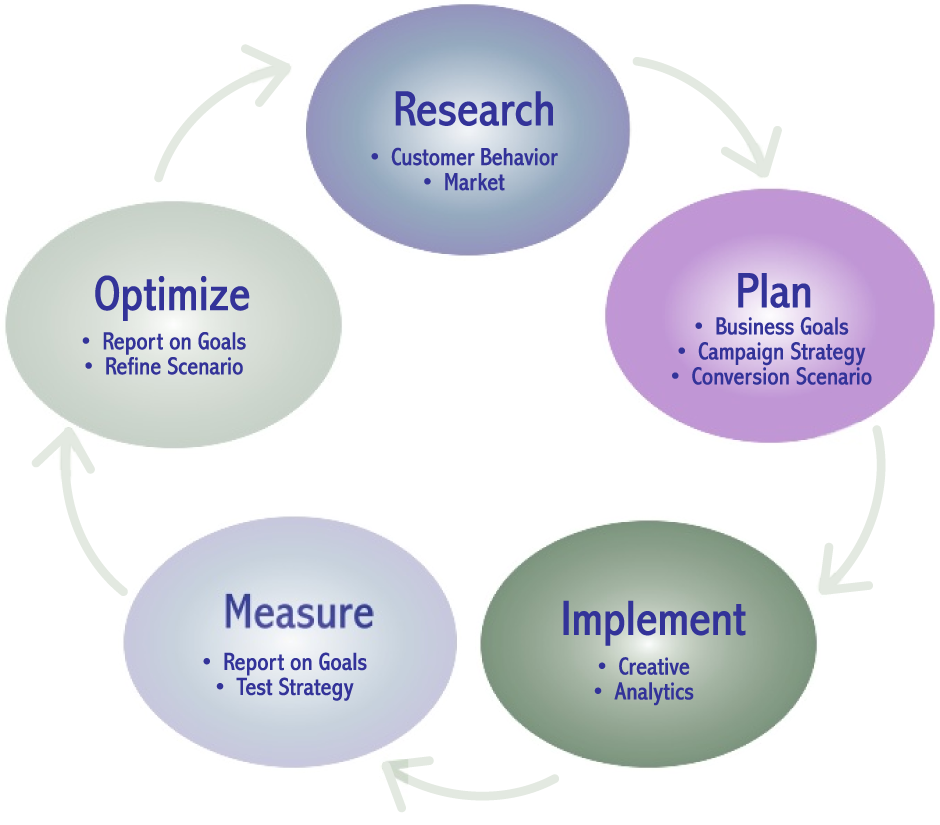 Research
• Customer Behavior
• Market
Plan
• Business Goals
• Campaign Strategy
• Conversion Scenario
Implement
• Creative
• Analytics
Measure
• Report on Goals
• Test Strategy
Optimize
• Report on Goals
• Refine Scenario